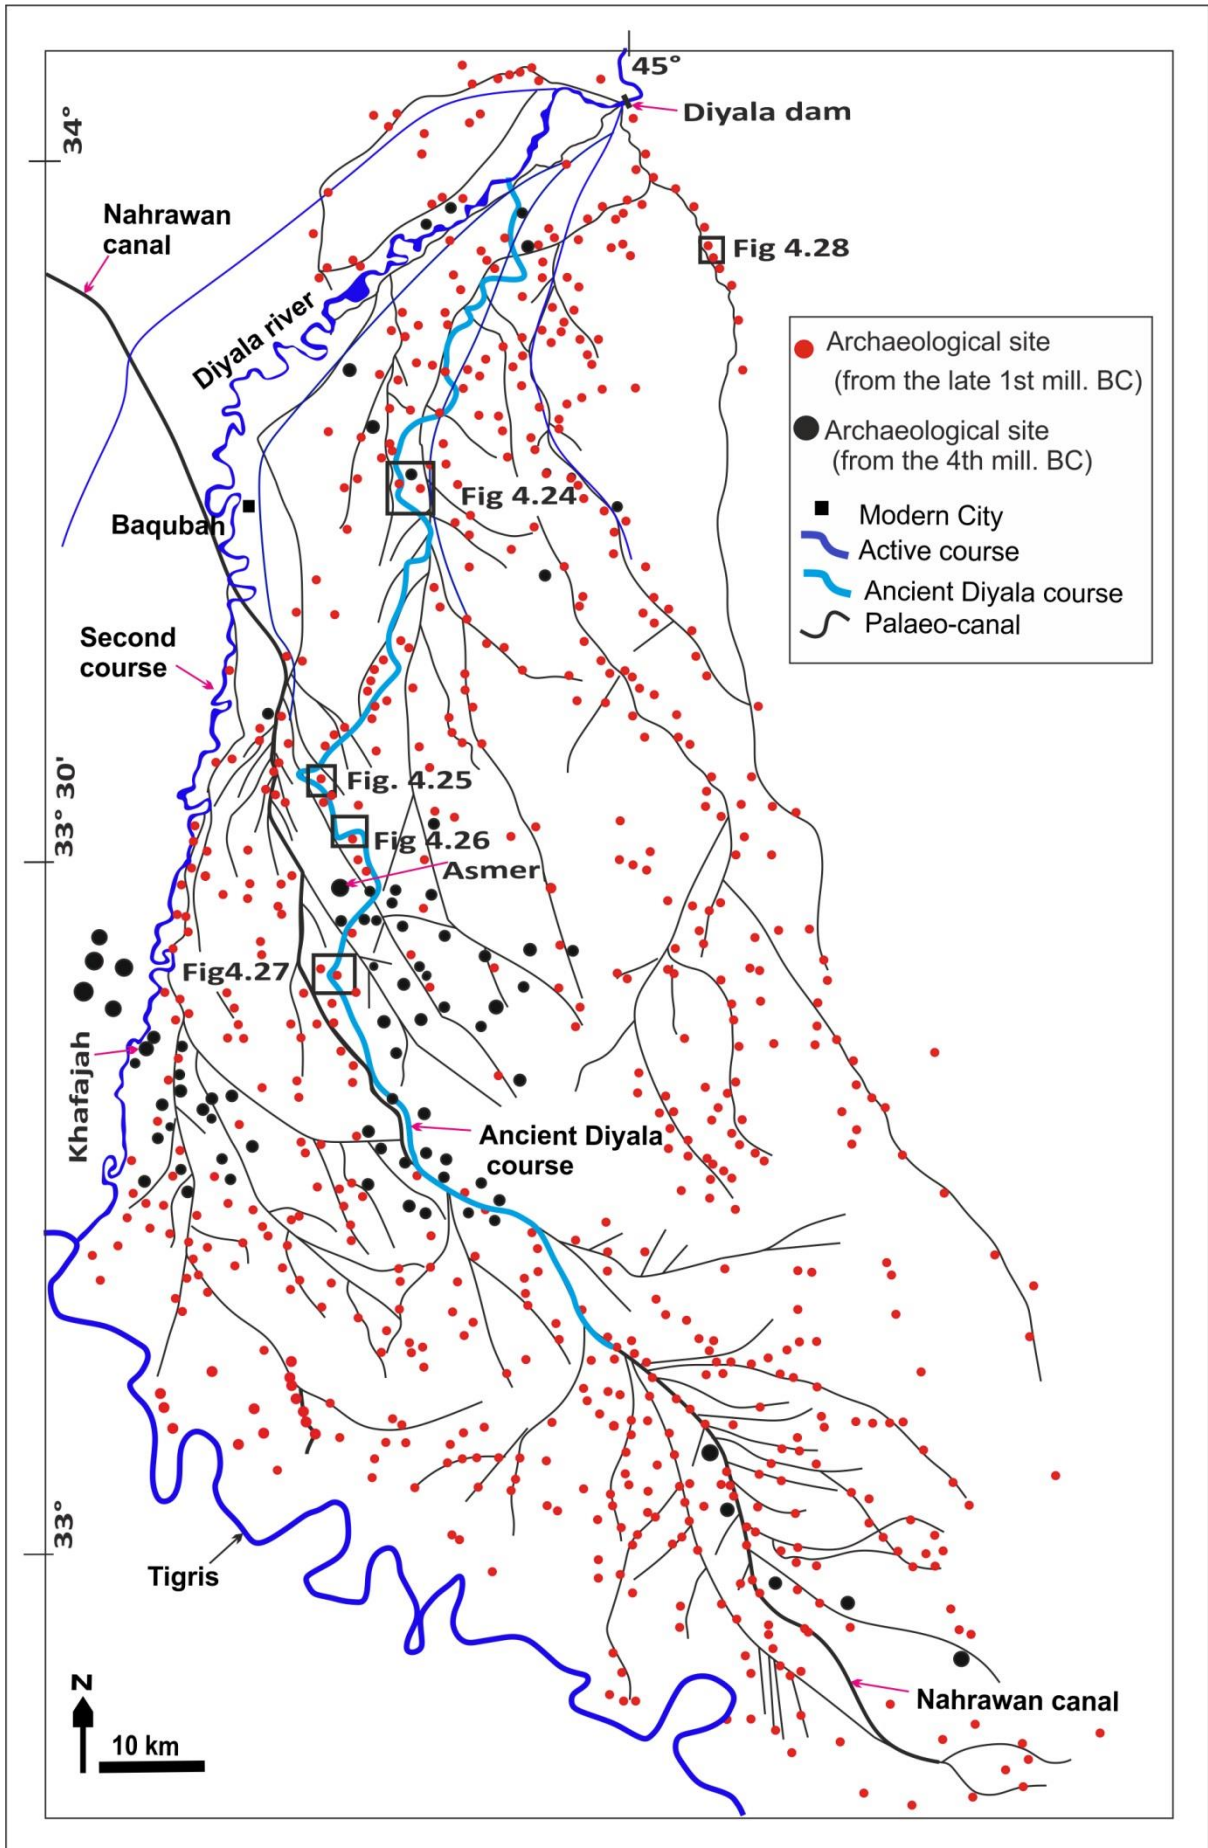 45°
Diyala dam
34°
Nahrawan
canal
Fig 4.28
Diyala river
Archaeological site
(from the late 1st mill. BC)
Archaeological site
(from the 4th mill. BC)
Modern City
Active course
Ancient Diyala course
Palaeo-canal
Fig 4.24
Baqubah
Second
course
33° 30'
Fig. 4.25
Fig 4.26
Asmer
Fig4.27
Khafajah
Ancient Diyala
course
33°
Tigris
N
10 km
Nahrawan canal